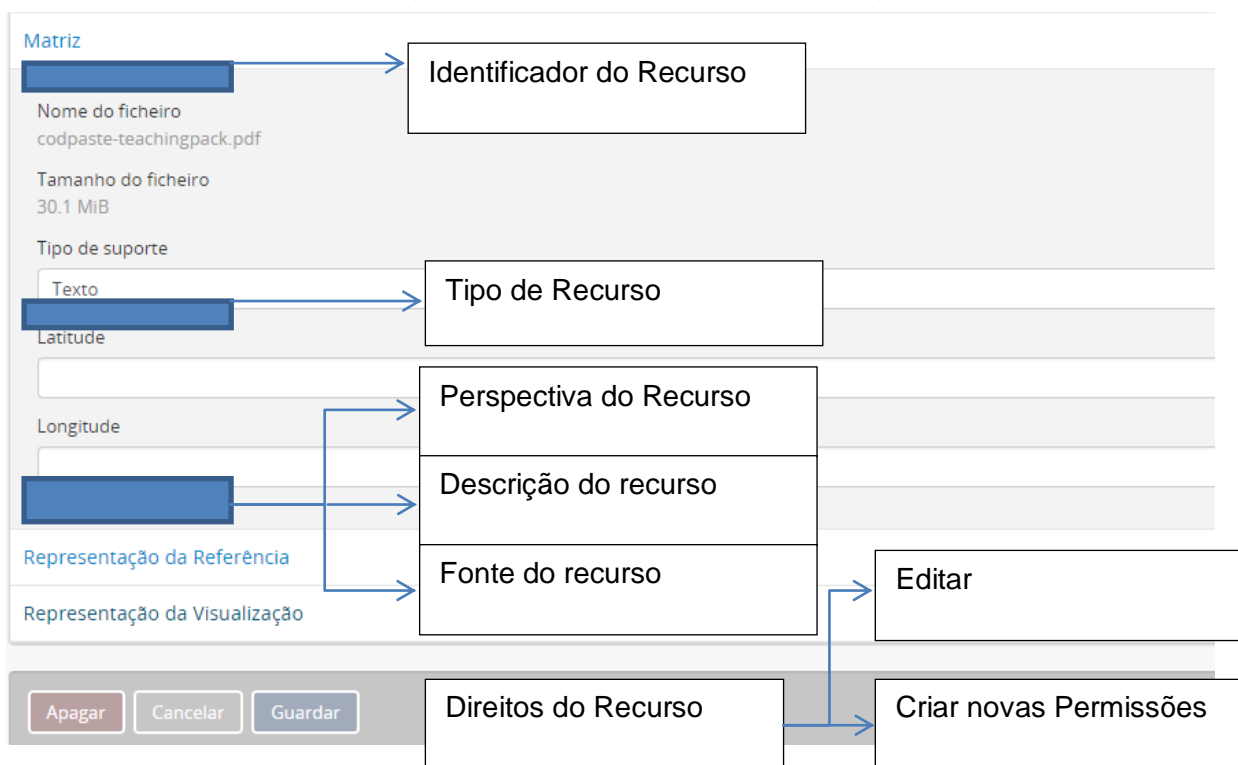 Matriz
Identificador do Recurso
Nome do ficheiro
codpaste-teachingpack.pdf
Tamanho do ficheiro
30.1 MiB
Tipo de suporte
Texto
Tipo de Recurso
Latitude
Perspectiva do Recurso
Longitude
Descrição do recurso
Representação da Referência
Fonte do recurso
Editar
Representação da Visualização
Apagar
Cancelar
Guardar
Direitos do Recurso
Criar novas Permissões